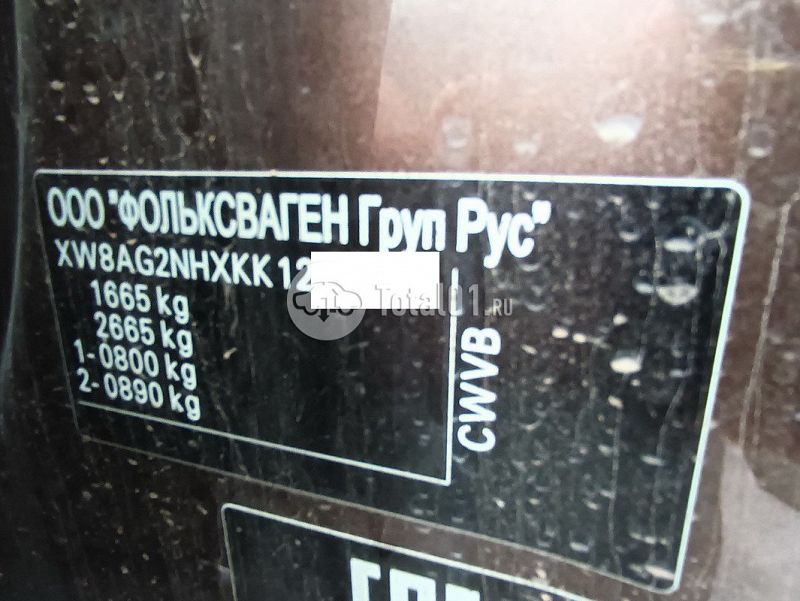 ООО "ФОЛЬКСВАГЕН Груп Рус"
XW8AG2NHXKK12
1665 kg
2665 kg
1-0800 kg
2-0890 kg
CWVB
Total01.RU